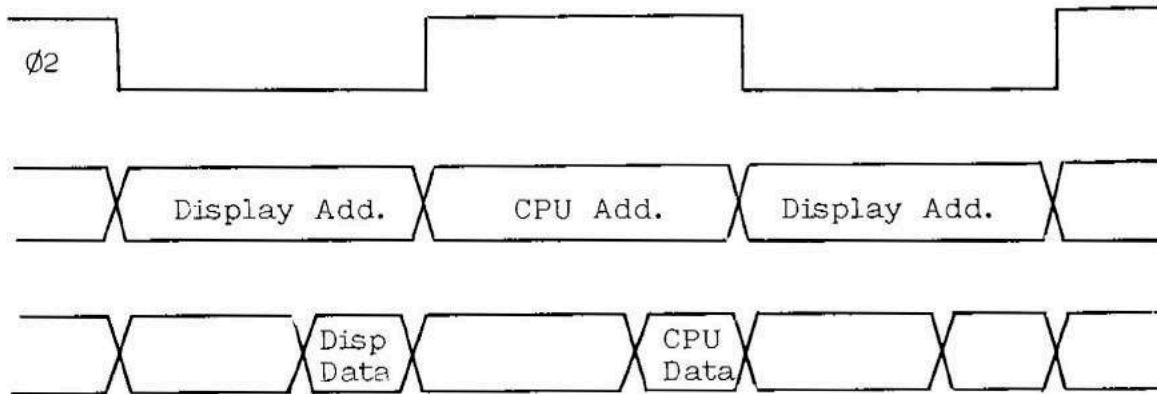 Ø2
Display Add.
CPU Add.
Display Add.
Disp
Data
CPU
Data